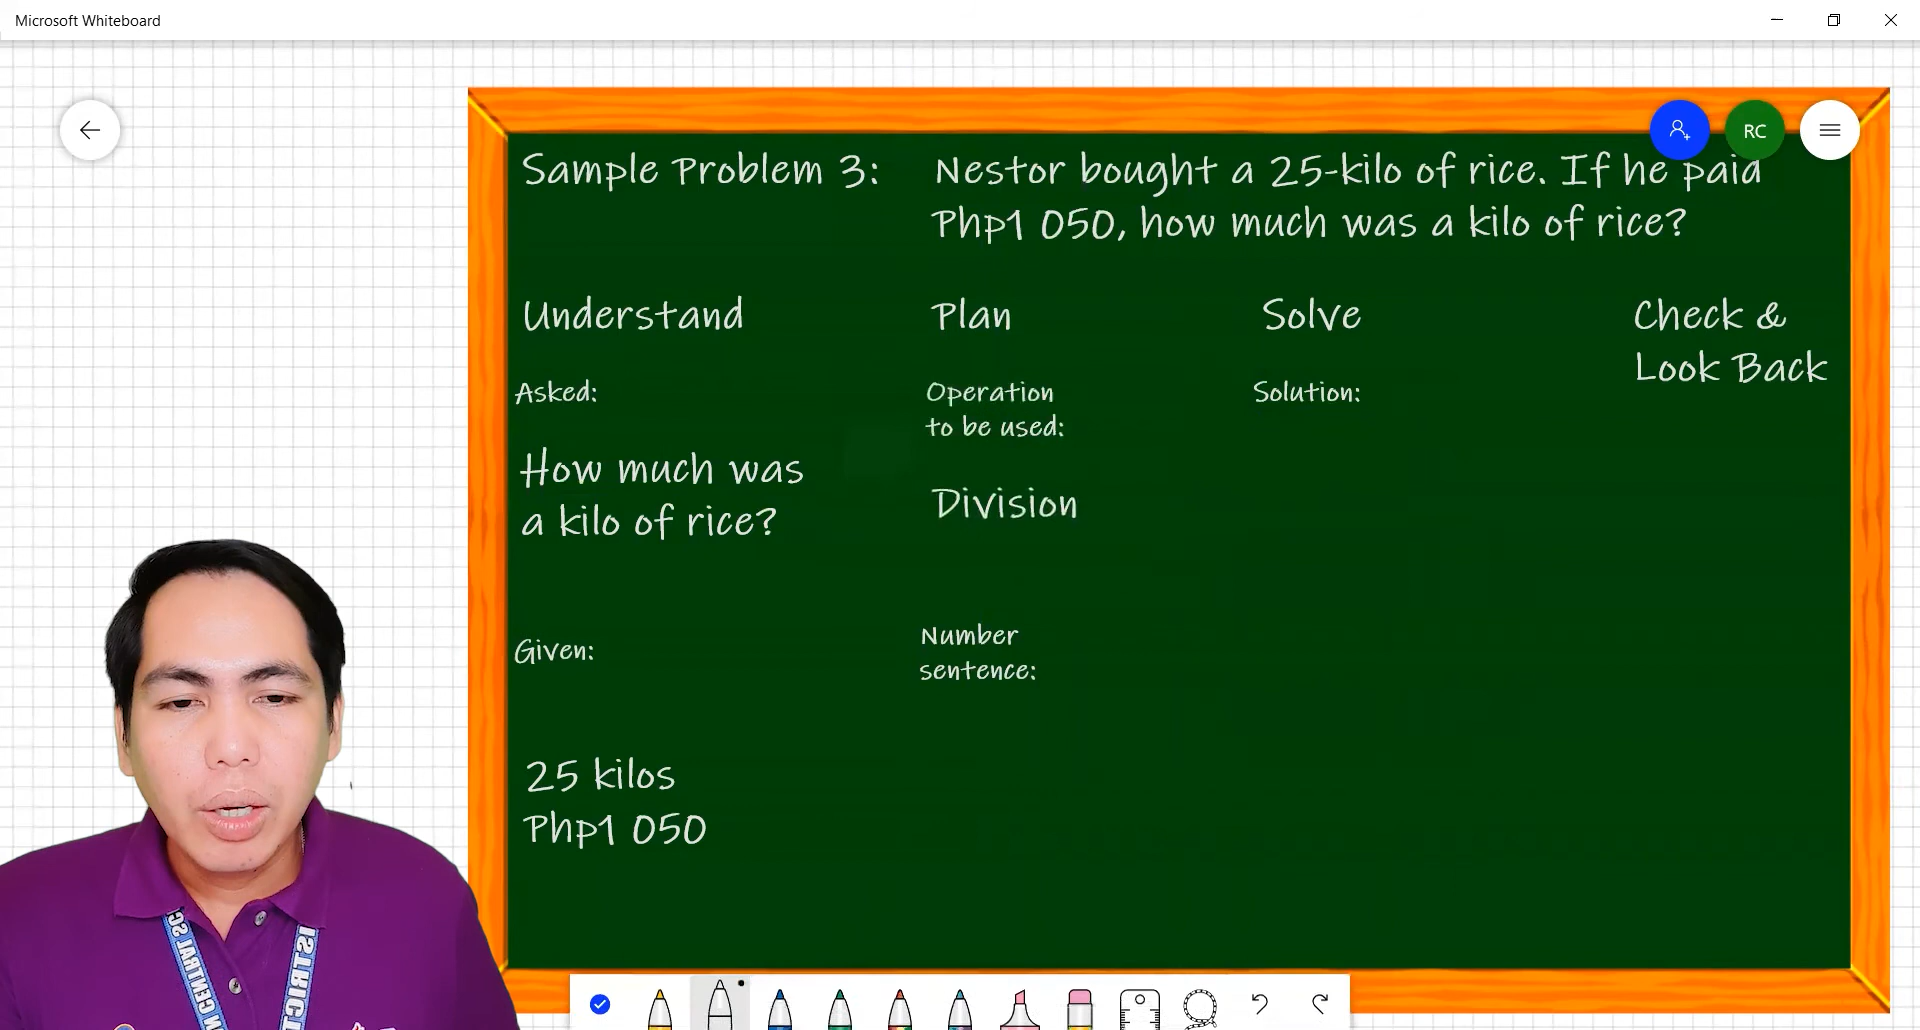 Microsoft Whiteboard
RC
Sample Problem 3:
Nestor bought a 25-kilo of rice. If he paid
Php1 050, how much was a kilo of rice?
Understand
Plan
Solve
Check &
Look Back
Asked:
Operation
to be used:
Solution:
How much was
a kilo of rice?
Division
Given:
Number
sentence:
25 kilos
Php1 050